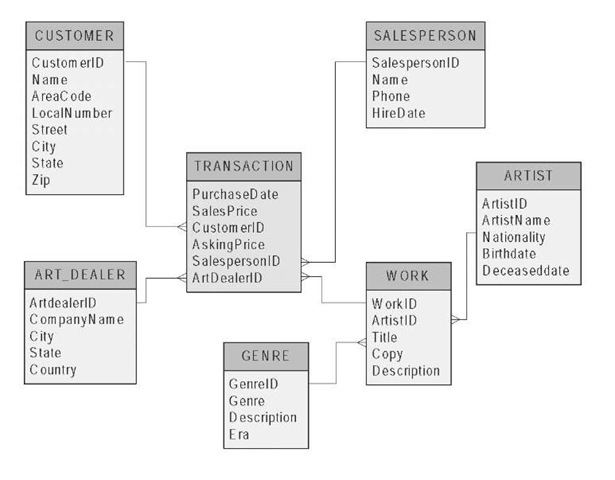 CUSTOMER
CustomerID
Name
AreaCode
LocalNumber
Street
City
State
Zip
SALESPERSON
SalespersonID
Name
Phone
HireDate
TRANSACTION
PurchaseDate
SalesPrice
CustomerID
AskingPrice
SalespersonID
ArtDealerID
ARTIST
ArtistID
ArtistName
Nationality
Birthdate
Deceaseddate
ART_DEALER
ArtdealerID
CompanyName
City
State
Country
WORK
WorkID
ArtistID
Title
Copy
Description
GENRE
GenreID
Genre
Description
Era